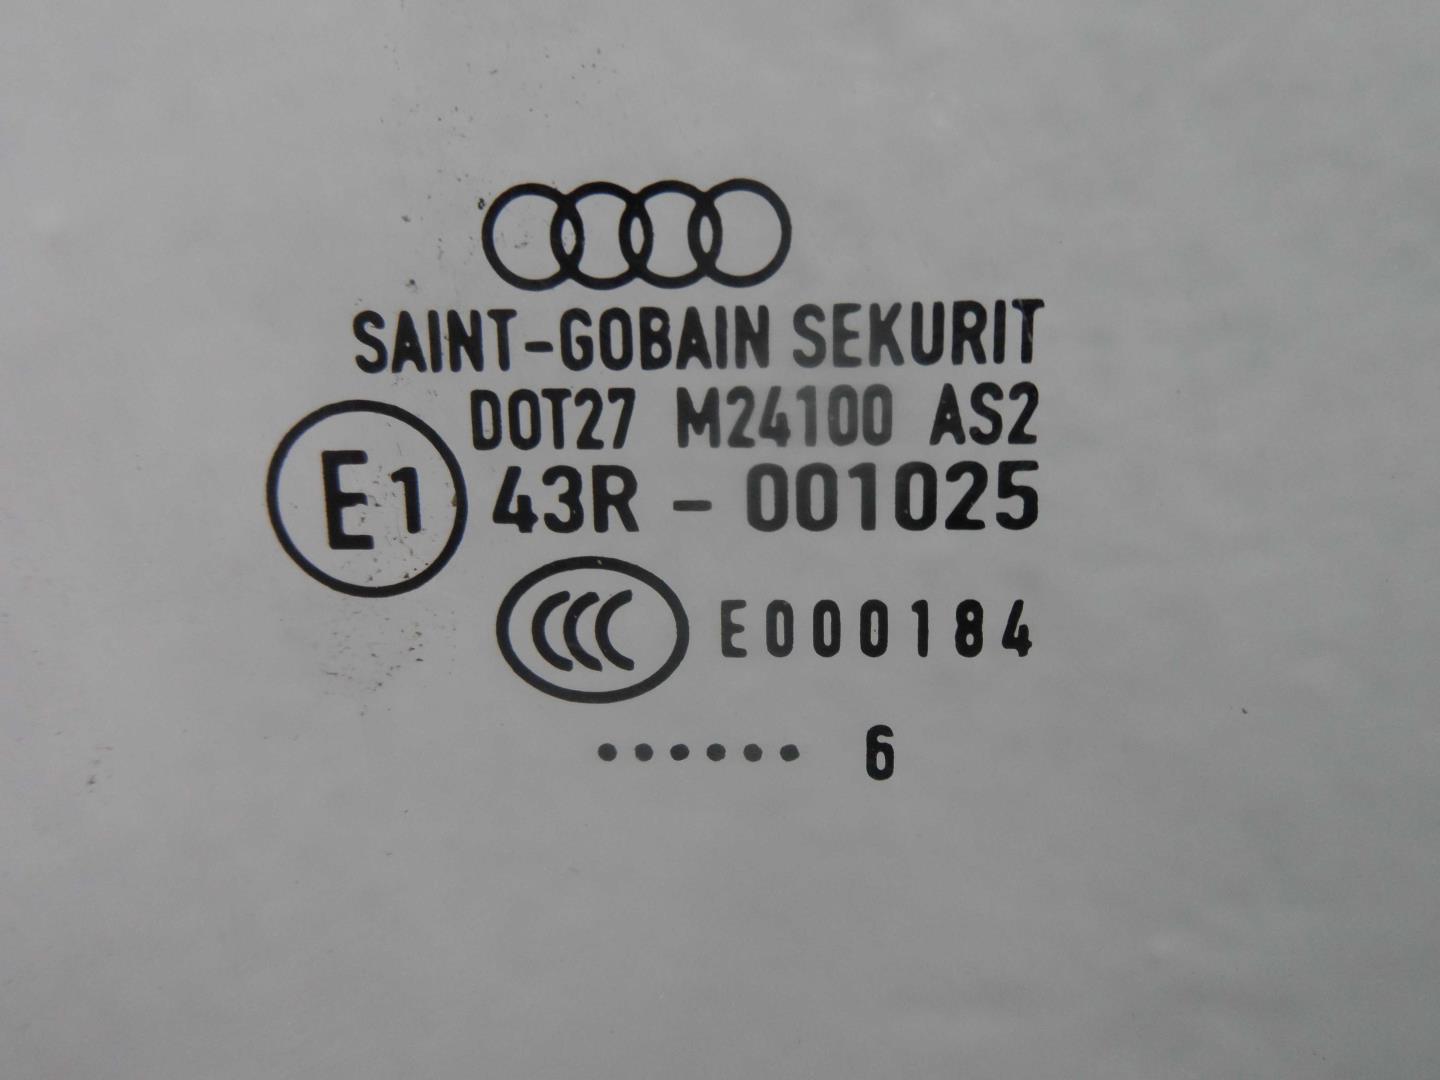 SAINT-GOBAIN SEKURIT
DOT27 M24100 AS2
E1 43R - 001025
CCC E000184
...... 6